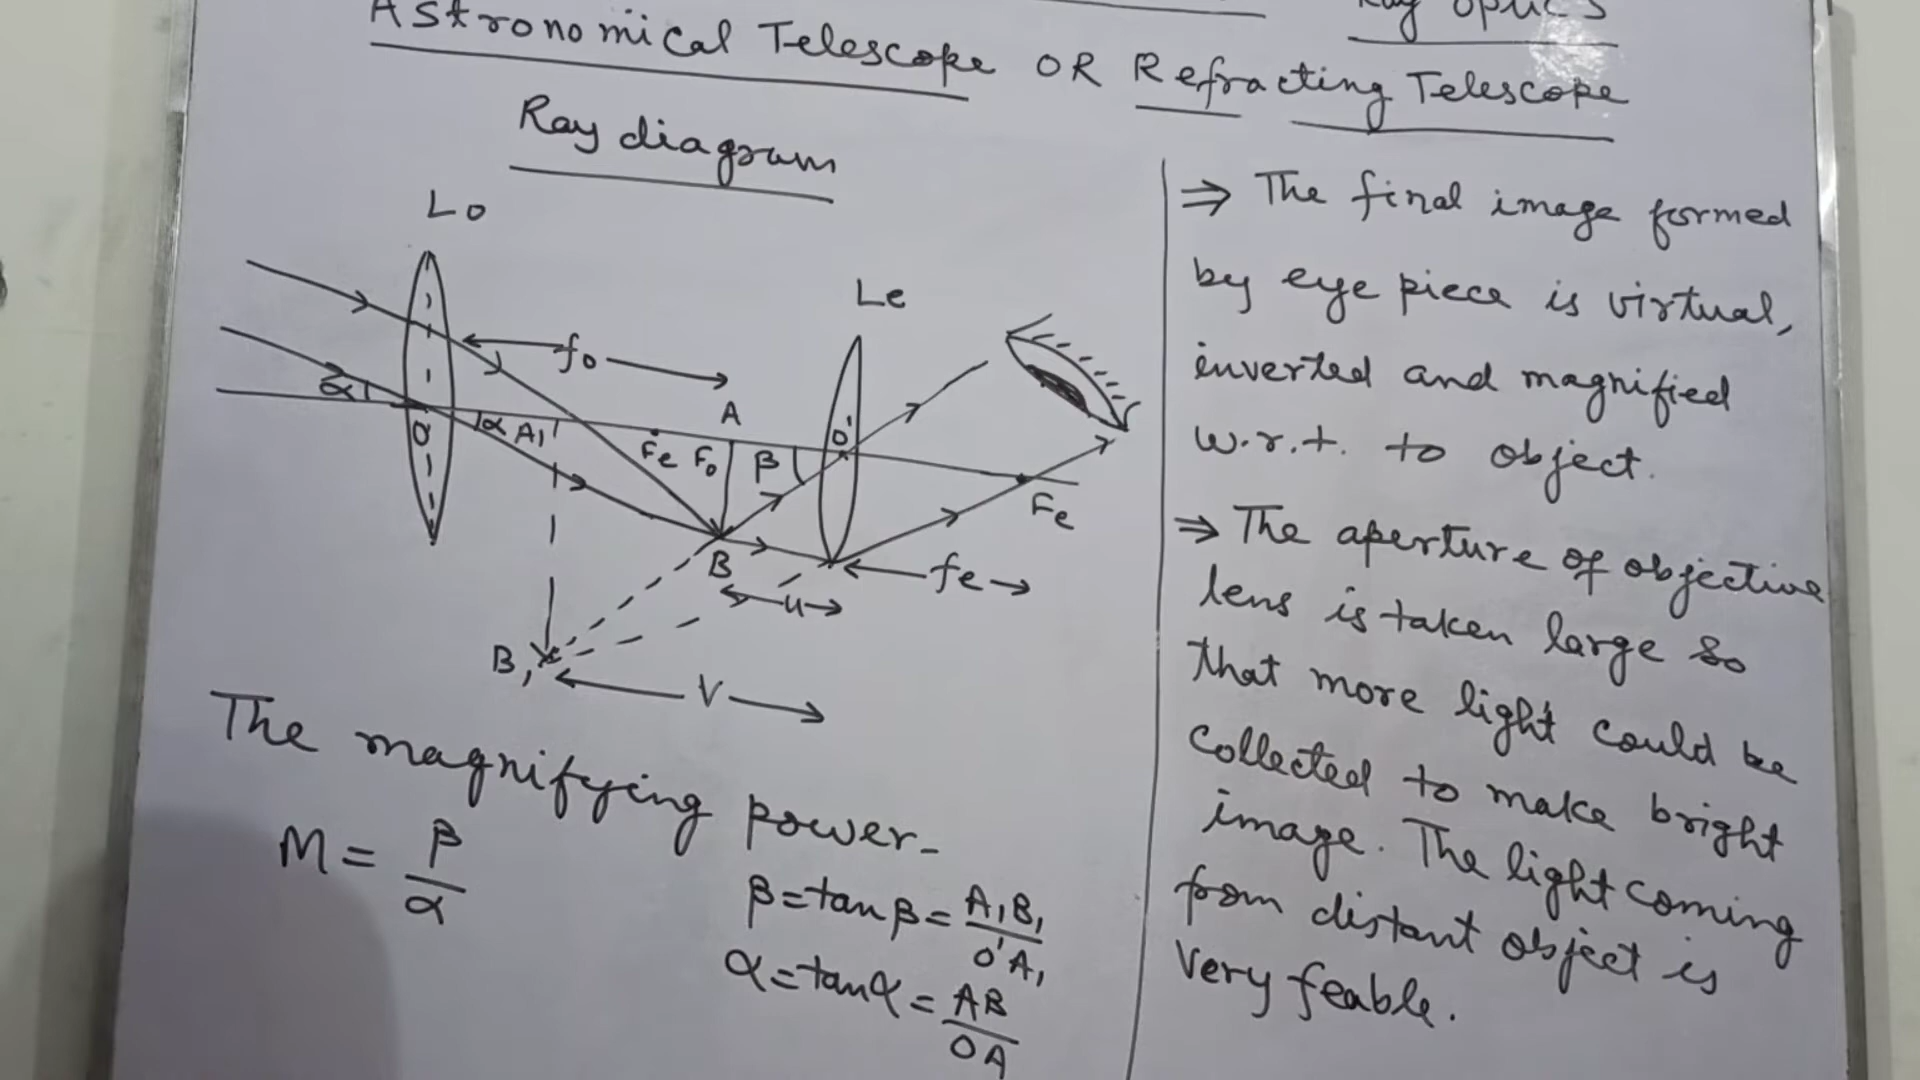 Ray Optics
Astronomical Telescope OR Refracting Telescope
Ray diagram
Lo
Le
fo
α
O
α
A1
Fe
Fo
A
β
O'
Fe
B
u
fe
B1
V
The magnifying power-
M = β/α
β = tan β = A1B1/O'A1
α = tan α = AB/OA
⇒ The final image formed
by eye piece is virtual,
inverted and magnified
w.r.t. to object.
⇒ The aperture of objective
lens is taken large so
that more light could be
collected to make bright
image. The light coming
from distant object is
very feable.